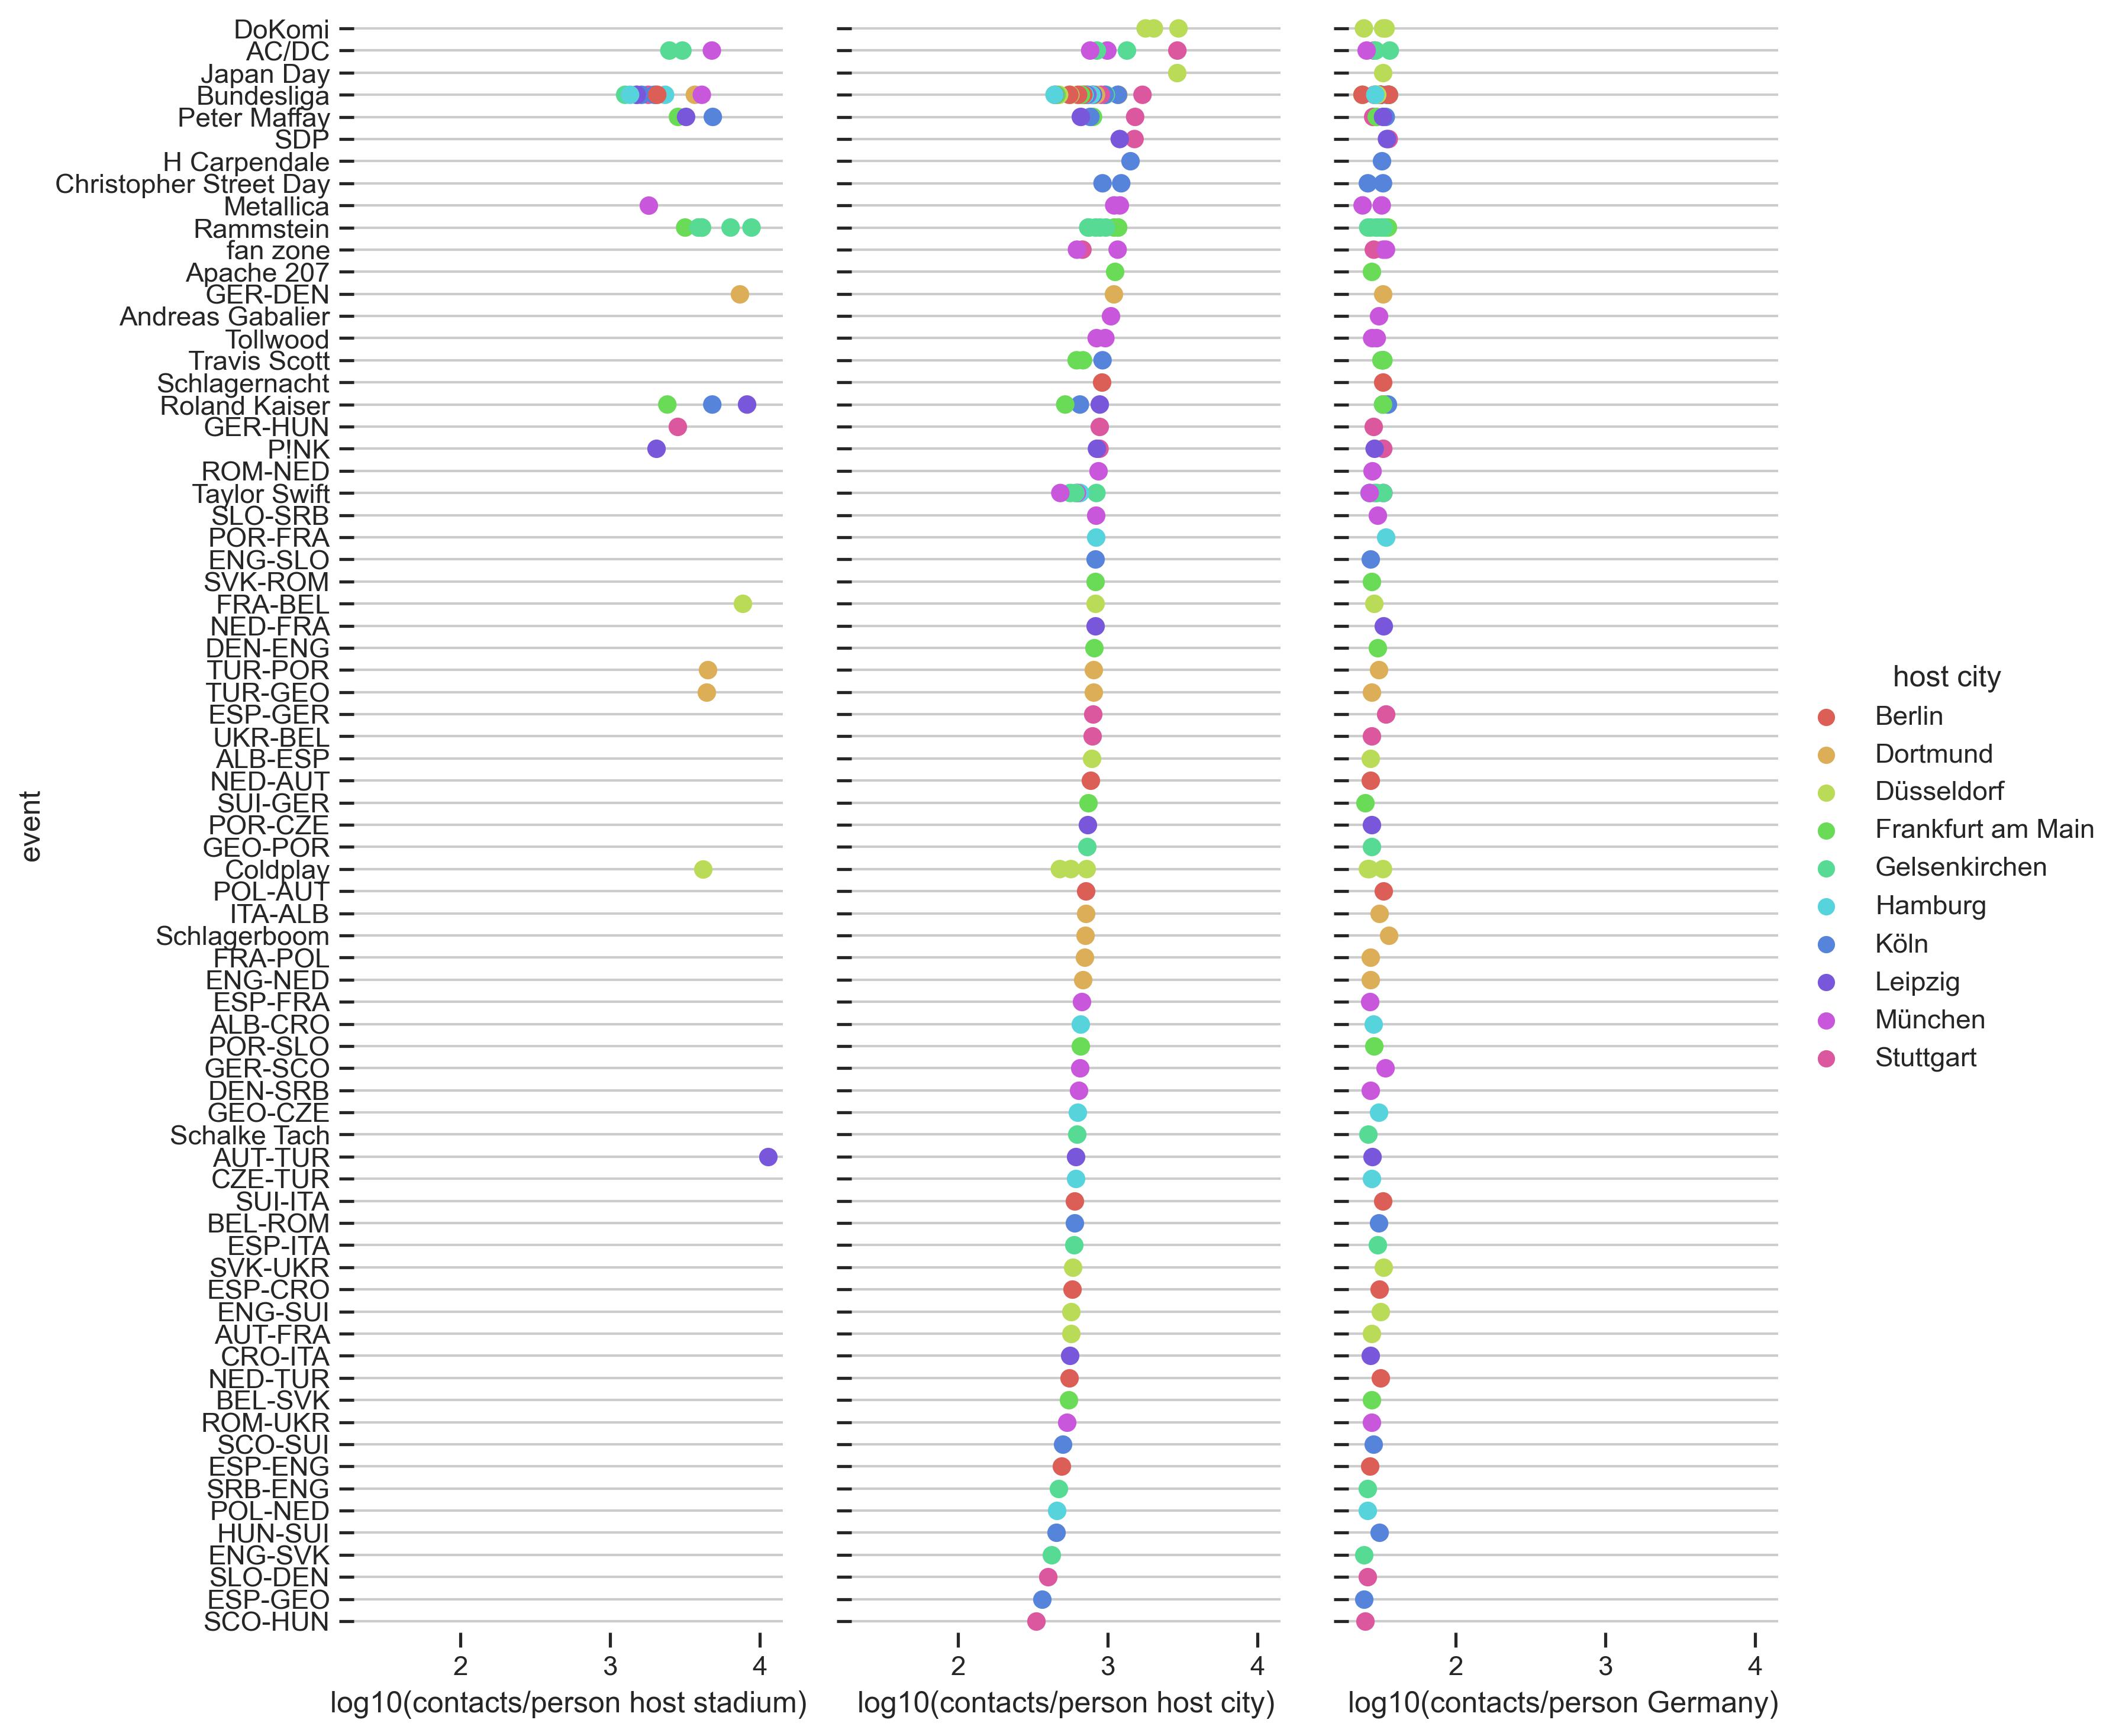 DoKomi
AC/DC
Japan Day
Bundesliga
Peter Maffay
SDP
H Carpendale
Christopher Street Day
Metallica
Rammstein
fan zone
Apache 207
GER-DEN
Andreas Gabalier
Tollwood
Travis Scott
Schlagernacht
Roland Kaiser
GER-HUN
P!NK
ROM-NED
Taylor Swift
SLO-SRB
POR-FRA
ENG-SLO
SVK-ROM
FRA-BEL
NED-FRA
DEN-ENG
TUR-POR
TUR-GEO
ESP-GER
UKR-BEL
ALB-ESP
NED-AUT
SUI-GER
POR-CZE
GEO-POR
Coldplay
POL-AUT
ITA-ALB
Schlagerboom
FRA-POL
ENG-NED
ESP-FRA
ALB-CRO
POR-SLO
GER-SCO
DEN-SRB
GEO-CZE
Schalke Tach
AUT-TUR
CZE-TUR
SUI-ITA
BEL-ROM
ESP-ITA
SVK-UKR
ESP-CRO
ENG-SUI
AUT-FRA
CRO-ITA
NED-TUR
BEL-SVK
ROM-UKR
SCO-SUI
ESP-ENG
SRB-ENG
POL-NED
HUN-SUI
ENG-SVK
SLO-DEN
ESP-GEO
SCO-HUN
event
2 3 4
log10(contacts/person host stadium)
2 3 4
log10(contacts/person host city)
2 3 4
log10(contacts/person Germany)
host city
Berlin
Dortmund
Düsseldorf
Frankfurt am Main
Gelsenkirchen
Hamburg
Köln
Leipzig
München
Stuttgart